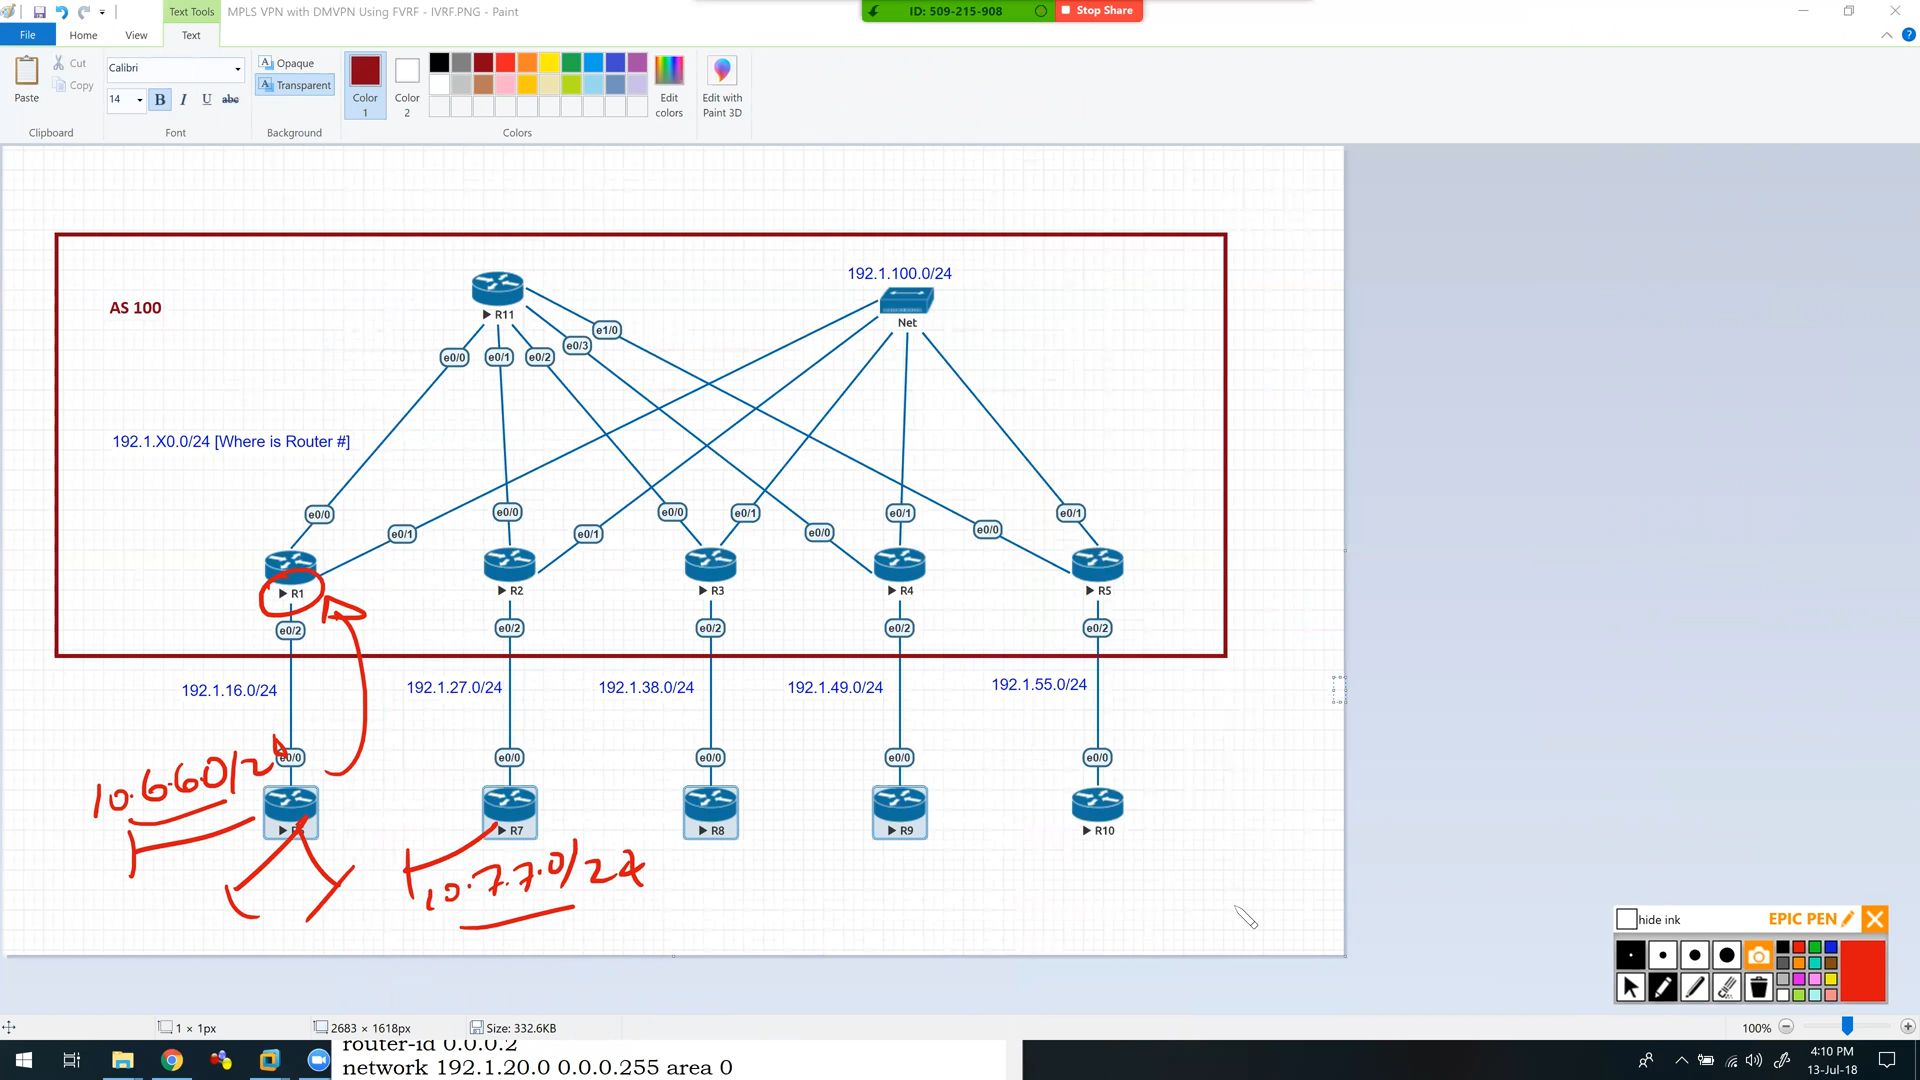 Text Tools
MPLS VPN with DMVPN Using FVRF - IVRF.PNG - Paint
ID: 509-215-908
Stop Share
File
Home
View
Text
Paste
Cut
Copy
Clipboard
Calibri
14
B I U abc
Font
Opaque
Transparent
Background
Color 1
Color 2
Colors
Edit colors
Edit with Paint 3D
AS 100
R11
192.1.100.0/24
Net
e1/0
e0/3
e0/0
e0/1
e0/2
192.1.X0.0/24 [Where is Router #]
e0/0
e0/1
e0/0
e0/1
e0/0
e0/1
e0/0
e0/1
e0/0
e0/1
R1
R2
R3
R4
R5
e0/2
e0/2
e0/2
e0/2
e0/2
192.1.16.0/24
192.1.27.0/24
192.1.38.0/24
192.1.49.0/24
192.1.55.0/24
e0/0
e0/0
e0/0
e0/0
e0/0
10.6.6.0/24
R7
R8
R9
R10
10.7.7.0/24
hide ink
EPIC PEN
1 × 1px
2683 × 1618px
Size: 332.6KB
100%
router-id 0.0.0.2
network 192.1.20.0 0.0.0.255 area 0
4:10 PM
13-Jul-18